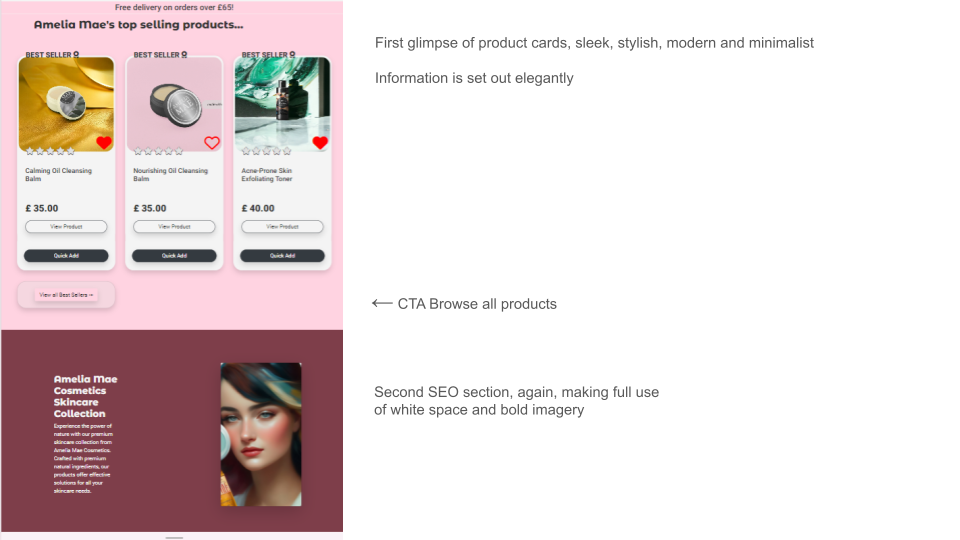 Free delivery on orders over £65!
Amelia Mae's top selling products...
BEST SELLER
BEST SELLER
BEST SELLER
Calming Oil Cleansing
Balm
£ 35.00
View Product
Quick Add
Nourishing Oil Cleansing
Balm
£ 35.00
View Product
Quick Add
Acne-Prone Skin
Exfoliating Toner
£ 40.00
View Product
Quick Add
View all Best Sellers →
Amelia Mae
Cosmetics
Skincare
Collection
Experience the power of
nature with our premium
skincare collection from
Amelia Mae Cosmetics.
Crafted with premium
natural ingredients, our
products offer effective
solutions for all your
skincare needs.
First glimpse of product cards, sleek, stylish, modern and minimalist
Information is set out elegantly
← CTA Browse all products
Second SEO section, again, making full use
of white space and bold imagery